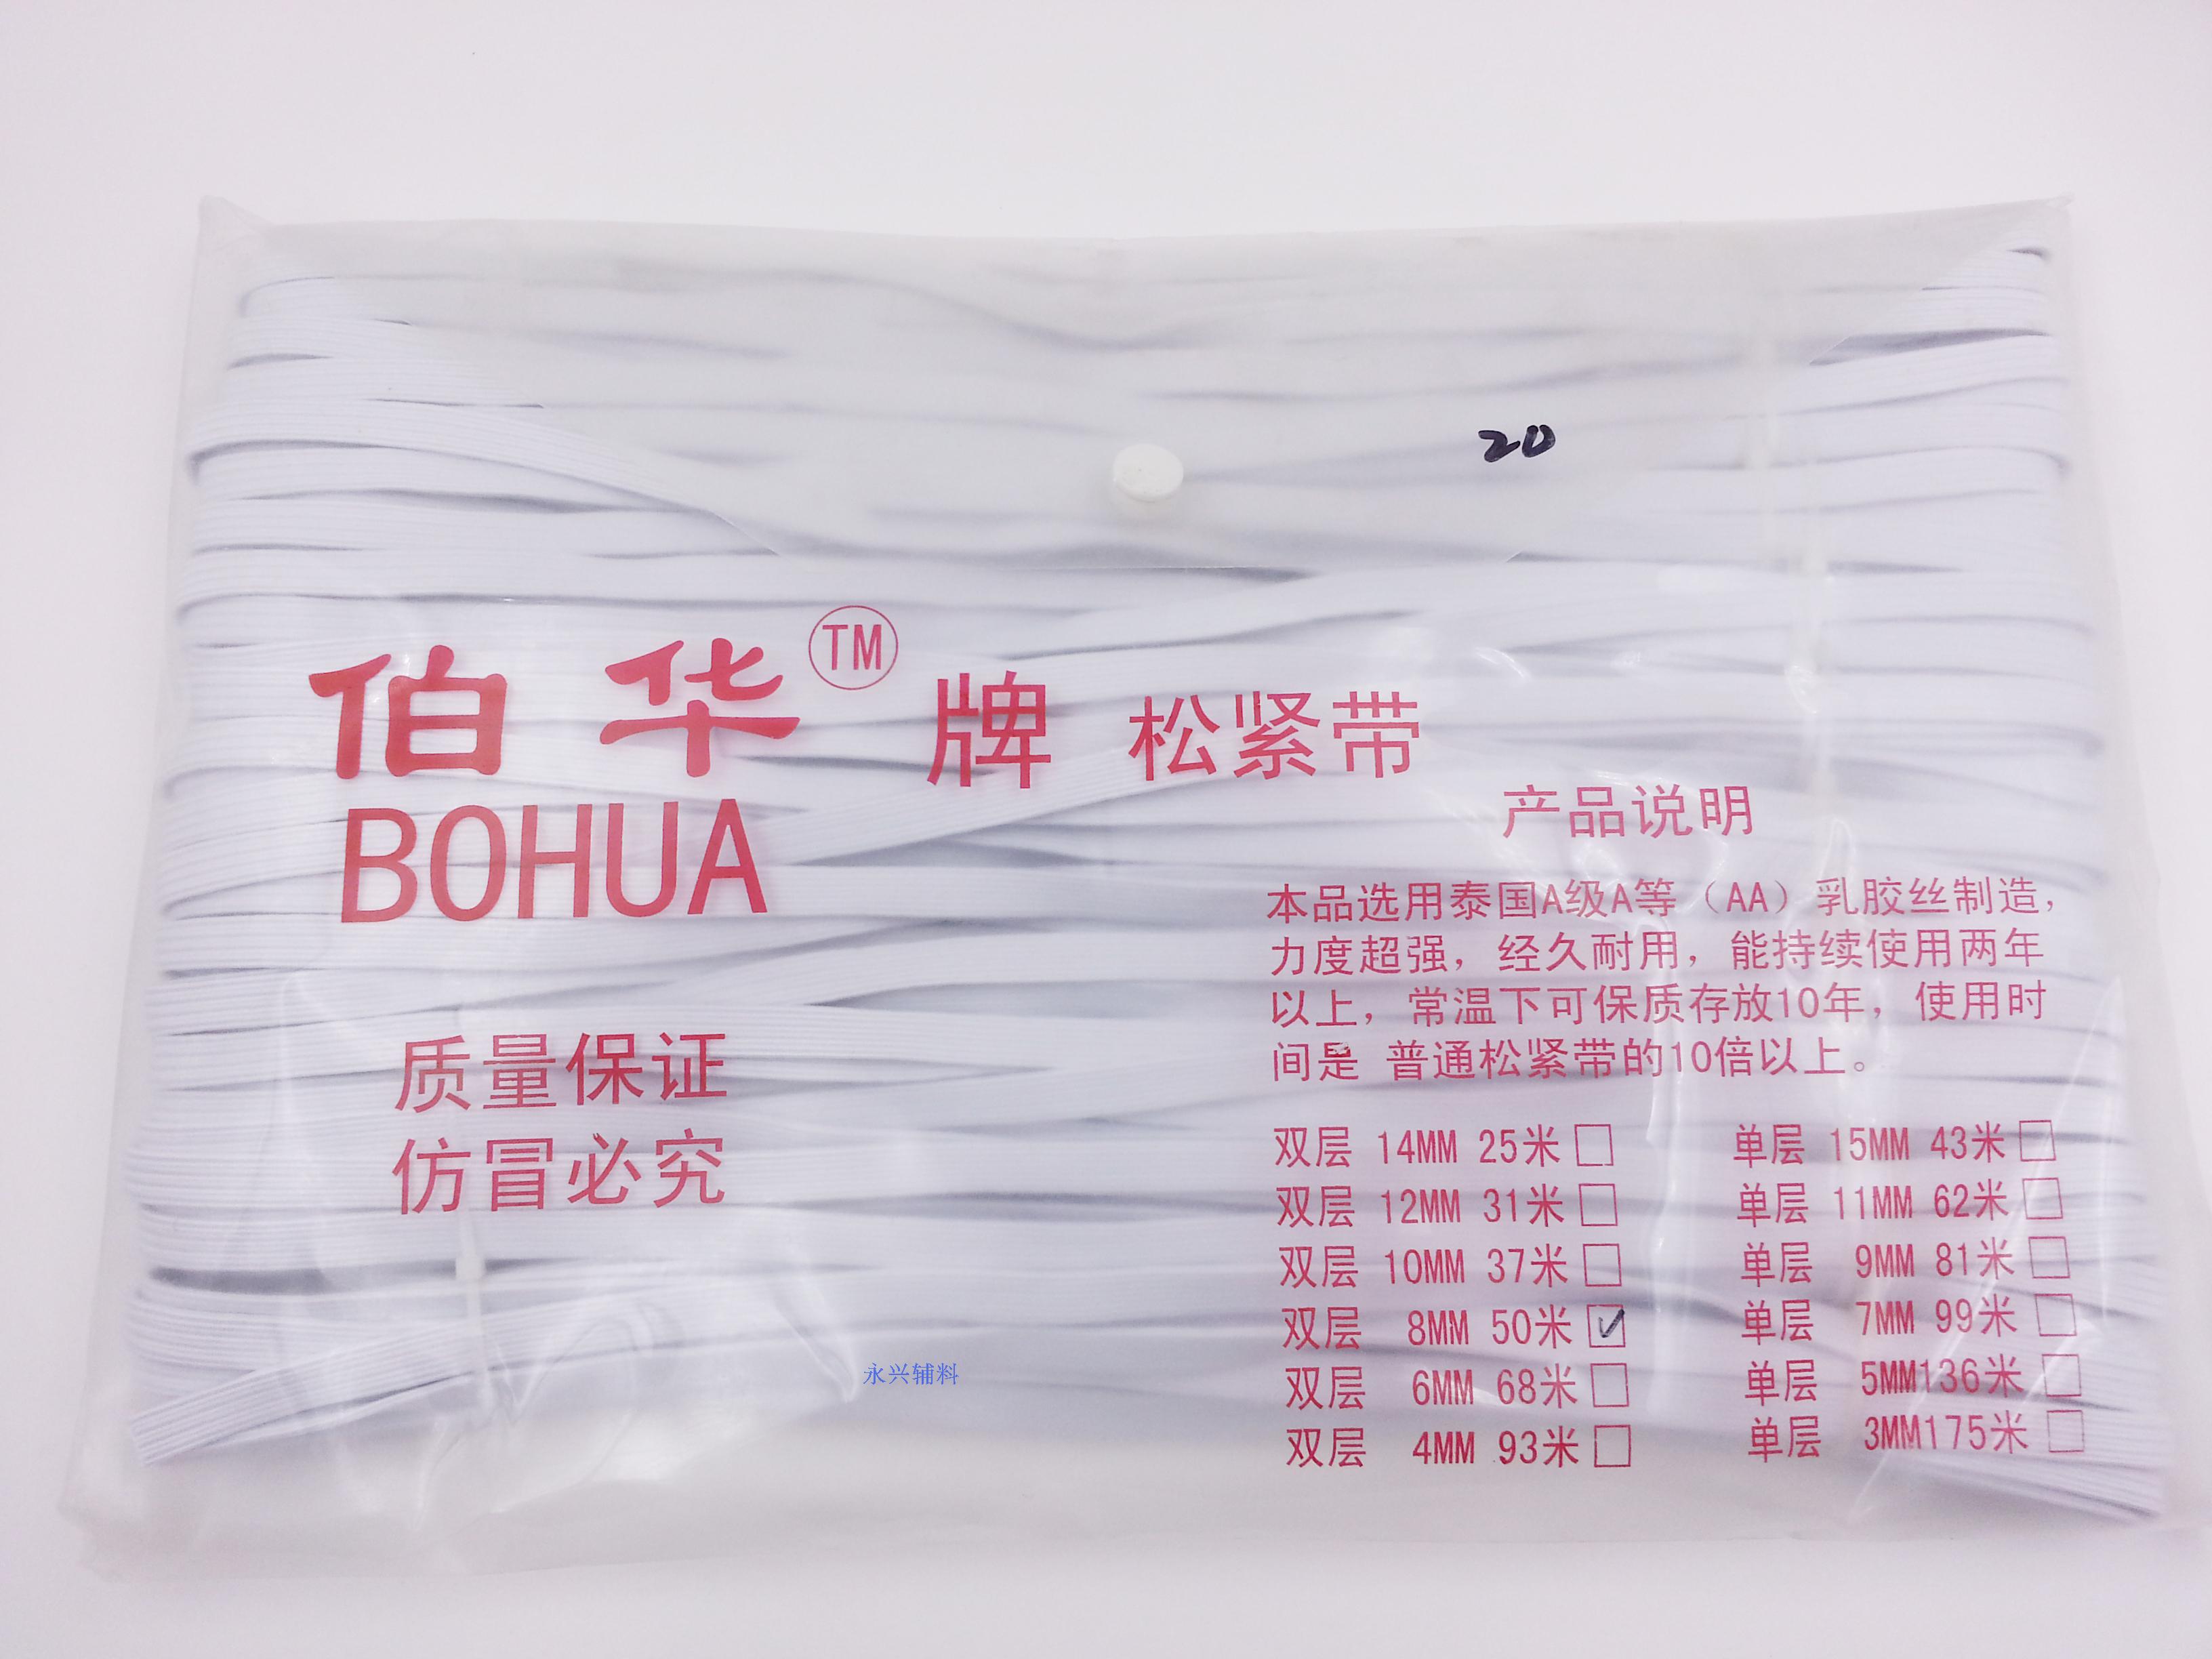 20
伯华TM牌 松紧带
BOHUA
质量保证
仿冒必究
产品说明
本品选用泰国A级A等（AA）乳胶丝制造，
力度超强，经久耐用，能持续使用两年
以上，常温下可保质存放10年，使用时
间是 普通松紧带的10倍以上。
双层 14MM 25米□ 单层 15MM 43米□
双层 12MM 31米□ 单层 11MM 62米□
双层 10MM 37米□ 单层 9MM 81米□
双层 8MM 50米☑ 单层 7MM 99米□
双层 6MM 68米□ 单层 5MM136米□
双层 4MM 93米□ 单层 3MM175米□
永兴辅料